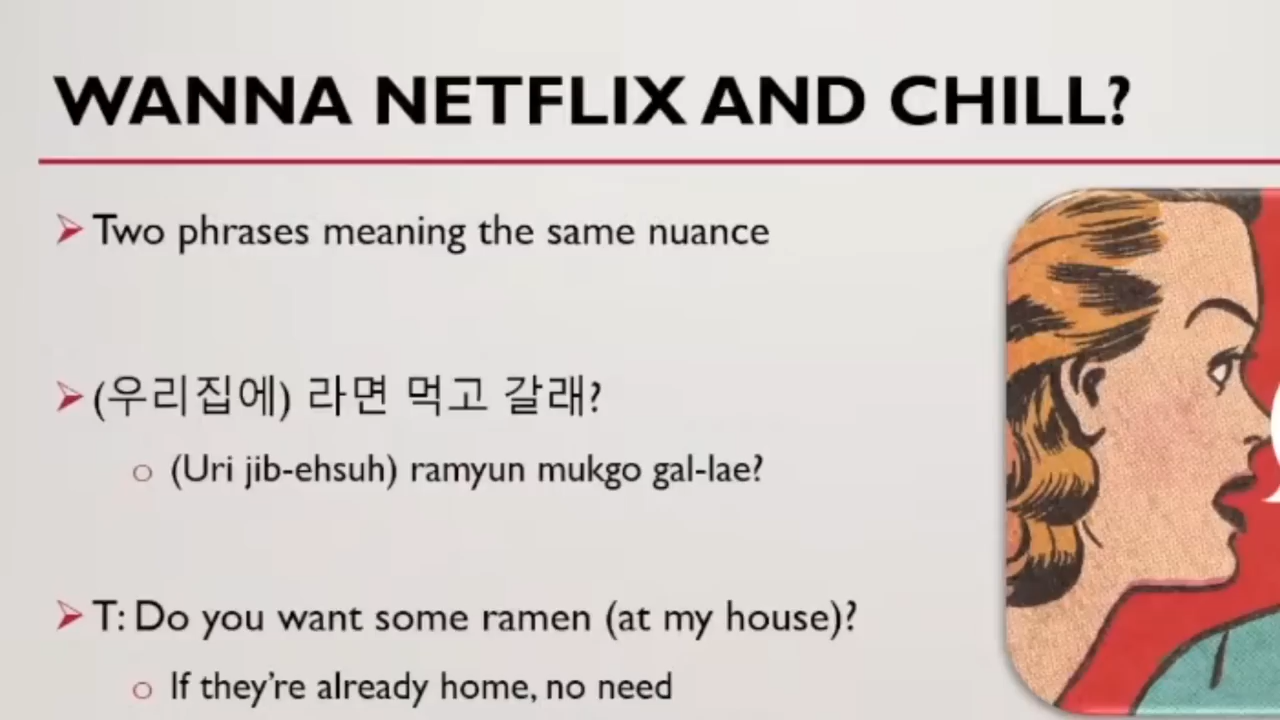 WANNA NETFLIX AND CHILL?
Two phrases meaning the same nuance
(우리집에) 라면 먹고 갈래?
(Uri jib-ehsuh) ramyun mukgo gal-lae?
T: Do you want some ramen (at my house)?
If they’re already home, no need